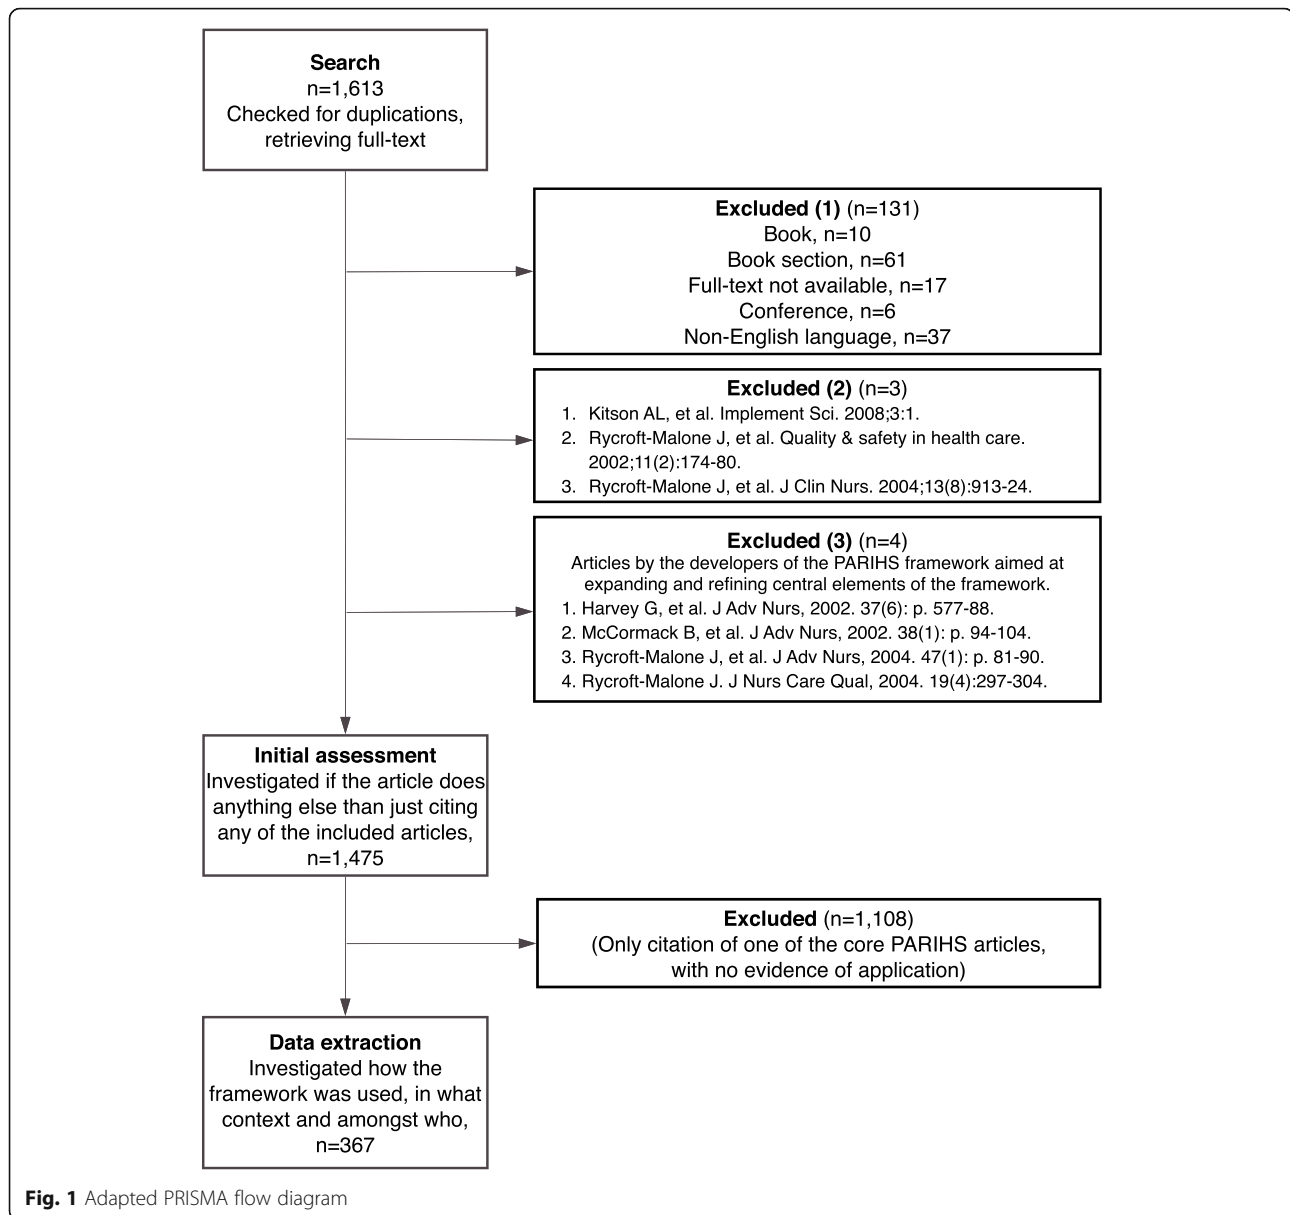 Search
n=1,613
Checked for duplications,
retrieving full-text
Excluded (1) (n=131)
Book, n=10
Book section, n=61
Full-text not available, n=17
Conference, n=6
Non-English language, n=37
Excluded (2) (n=3)
1. Kitson AL, et al. Implement Sci. 2008;3:1.
2. Rycroft-Malone J, et al. Quality & safety in health care.
2002;11(2):174-80.
3. Rycroft-Malone J, et al. J Clin Nurs. 2004;13(8):913-24.
Excluded (3) (n=4)
Articles by the developers of the PARIHS framework aimed at
expanding and refining central elements of the framework.
1. Harvey G, et al. J Adv Nurs, 2002. 37(6): p. 577-88.
2. McCormack B, et al. J Adv Nurs, 2002. 38(1): p. 94-104.
3. Rycroft-Malone J, et al. J Adv Nurs, 2004. 47(1): p. 81-90.
4. Rycroft-Malone J. J Nurs Care Qual, 2004. 19(4):297-304.
Initial assessment
Investigated if the article does
anything else than just citing
any of the included articles,
n=1,475
Excluded (n=1,108)
(Only citation of one of the core PARIHS articles,
with no evidence of application)
Data extraction
Investigated how the
framework was used, in what
context and amongst who,
n=367
Fig. 1 Adapted PRISMA flow diagram